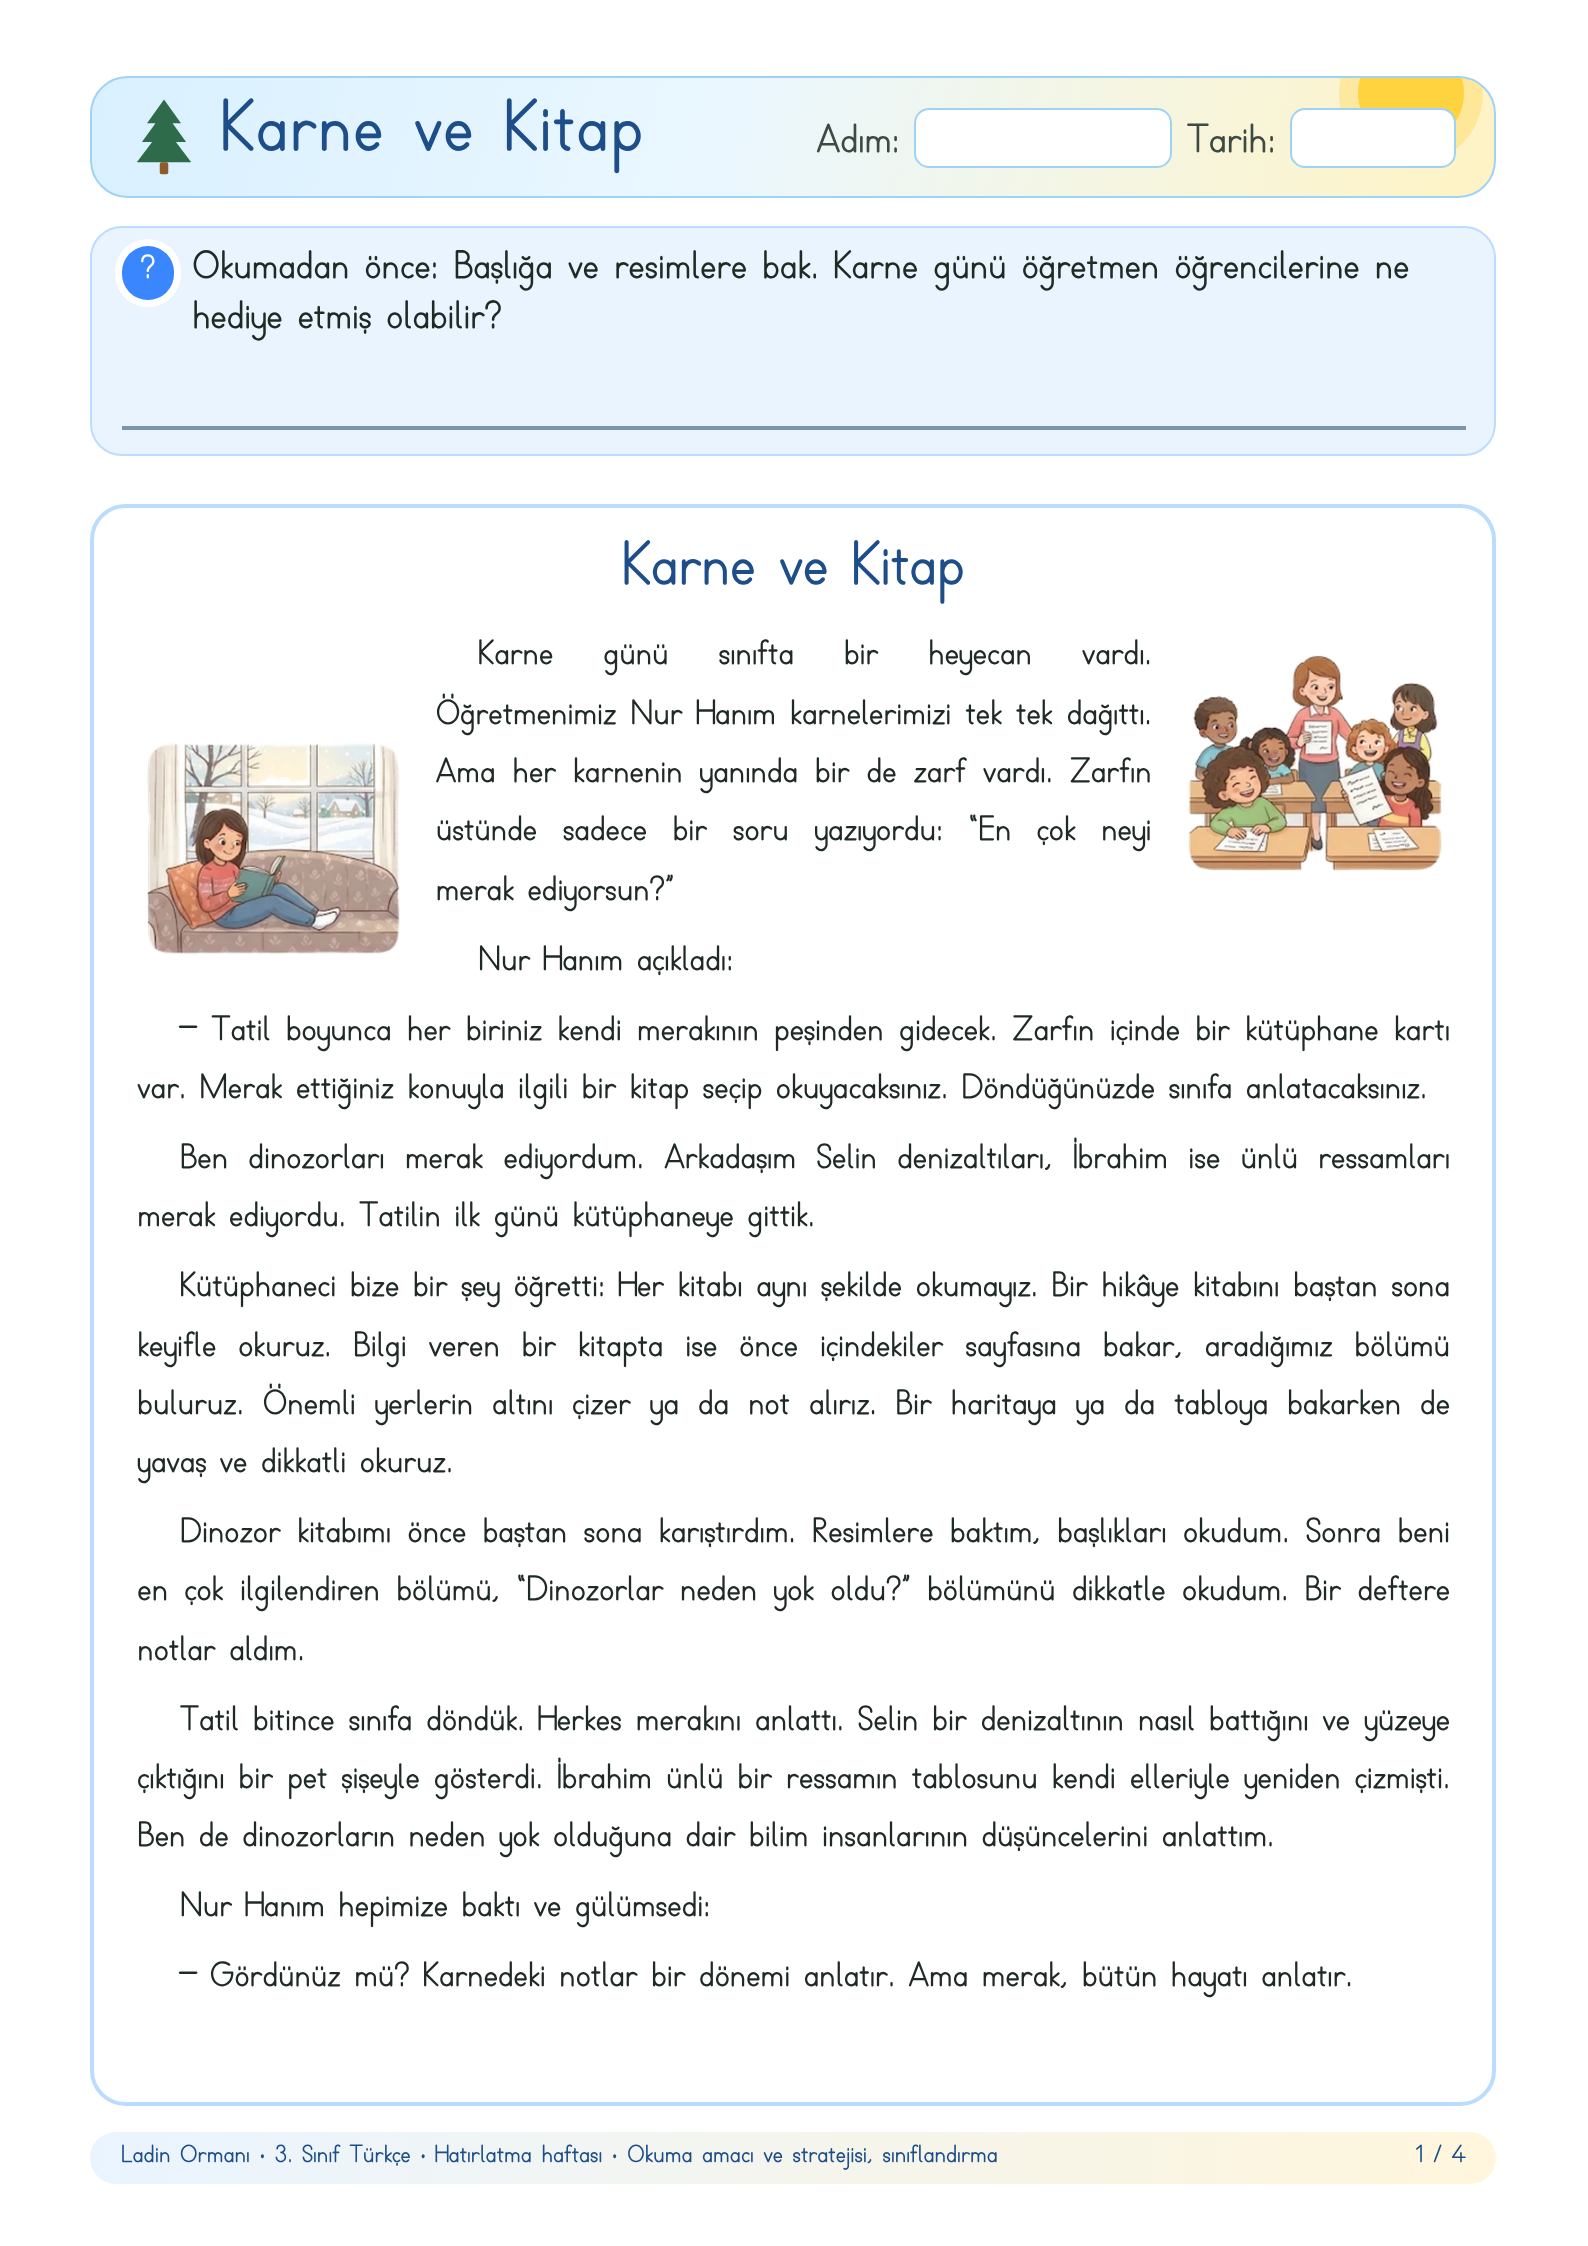 Karne ve Kitap
Adım:
Tarih:
?
Okumadan önce: Başlığa ve resimlere bak. Karne günü öğretmen öğrencilerine ne
hediye etmiş olabilir?
Karne ve Kitap
Karne günü sınıfta bir heyecan vardı.
Öğretmenimiz Nur Hanım karnelerimizi tek tek dağıttı.
Ama her karnenin yanında bir de zarf vardı. Zarfın
üstünde sadece bir soru yazıyordu: “En çok neyi
merak ediyorsun?”
Nur Hanım açıkladı:
– Tatil boyunca her biriniz kendi merakının peşinden gidecek. Zarfın içinde bir kütüphane kartı
var. Merak ettiğiniz konuyla ilgili bir kitap seçip okuyacaksınız. Döndüğünüzde sınıfa anlatacaksınız.
Ben dinozorları merak ediyordum. Arkadaşım Selin denizaltıları, İbrahim ise ünlü ressamları
merak ediyordu. Tatilin ilk günü kütüphaneye gittik.
Kütüphaneci bize bir şey öğretti: Her kitabı aynı şekilde okumayız. Bir hikâye kitabını baştan sona
keyifle okuruz. Bilgi veren bir kitapta ise önce içindekiler sayfasına bakar, aradığımız bölümü
buluruz. Önemli yerlerin altını çizer ya da not alırız. Bir haritaya ya da tabloya bakarken de
yavaş ve dikkatli okuruz.
Dinozor kitabımı önce baştan sona karıştırdım. Resimlere baktım, başlıkları okudum. Sonra beni
en çok ilgilendiren bölümü, “Dinozorlar neden yok oldu?” bölümünü dikkatle okudum. Bir deftere
notlar aldım.
Tatil bitince sınıfa döndük. Herkes merakını anlattı. Selin bir denizaltının nasıl battığını ve yüzeye
çıktığını bir pet şişeyle gösterdi. İbrahim ünlü bir ressamın tablosunu kendi elleriyle yeniden çizmişti.
Ben de dinozorların neden yok olduğuna dair bilim insanlarının düşüncelerini anlattım.
Nur Hanım hepimize baktı ve gülümsedi:
– Gördünüz mü? Karnedeki notlar bir dönemi anlatır. Ama merak, bütün hayatı anlatır.
Ladin Ormanı • 3. Sınıf Türkçe • Hatırlatma haftası • Okuma amacı ve stratejisi, sınıflandırma
1 / 4